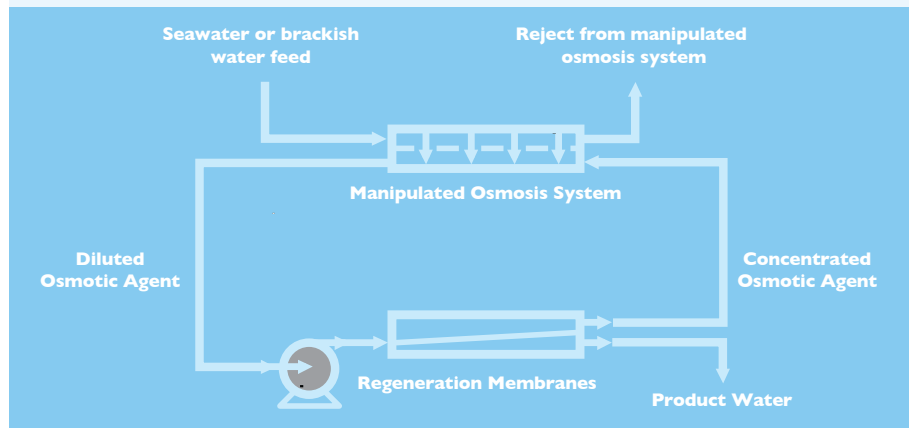 Seawater or brackish
water feed
Reject from manipulated
osmosis system
Manipulated Osmosis System
Diluted
Osmotic Agent
Concentrated
Osmotic Agent
Regeneration Membranes
Product Water